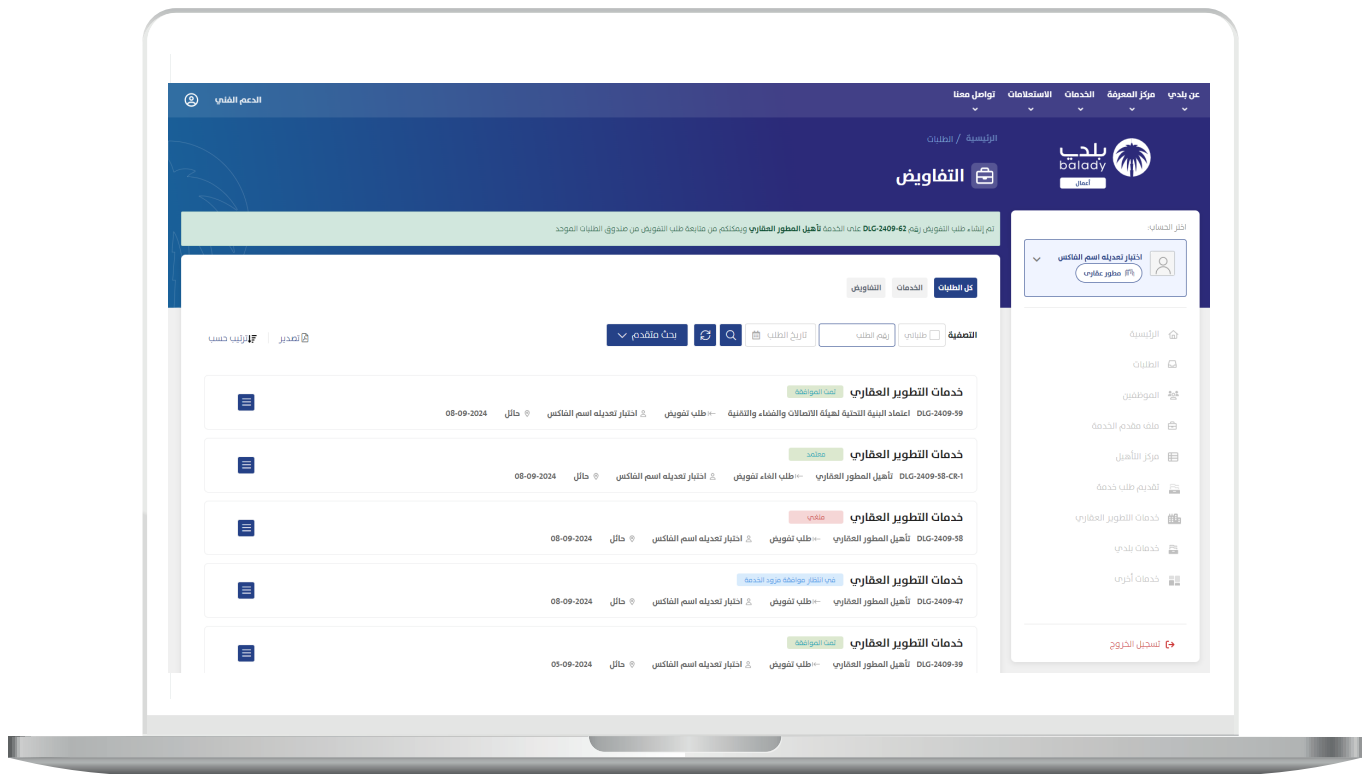 عن بلدي مركز المعرفة الخدمات الاستعلامات تواصل معنا
الدعم الفني
بلدي
balady
أعمال
الرئيسية / الطلبات
التفاويض
اختر الحساب:
اختبار تعديله اسم الفاكس
مطور عقاري
الرئيسية
الطلبات
الموظفين
ملف مقدم الخدمة
مركز التأهيل
تقديم طلب خدمة
خدمات التطوير العقاري
خدمات بلدي
خدمات أخرى
تسجيل الخروج
تم إنشاء طلب التفويض رقم DLG-2409-62 على الخدمة تأهيل المطور العقاري ويمكنكم من متابعة طلب التفويض من صندوق الطلبات الموحد
كل الطلبات الخدمات التفاويض
التصفية طلباتي رقم الطلب تاريخ الطلب بحث متقدم تصدير ترتيب حسب
خدمات التطوير العقاري تمت الموافقة
DLG-2409-59 اعتماد البنية التحتية لهيئة الاتصالات والفضاء والتقنية طلب تفويض اختبار تعديله اسم الفاكس حائل 08-09-2024
خدمات التطوير العقاري معتمد
DLG-2409-58-CR-1 تأهيل المطور العقاري طلب الغاء تفويض اختبار تعديله اسم الفاكس حائل 08-09-2024
خدمات التطوير العقاري ملغي
DLG-2409-58 تأهيل المطور العقاري طلب تفويض اختبار تعديله اسم الفاكس حائل 08-09-2024
خدمات التطوير العقاري في انتظار موافقة مزود الخدمة
DLG-2409-47 تأهيل المطور العقاري طلب تفويض اختبار تعديله اسم الفاكس حائل 08-09-2024
خدمات التطوير العقاري تمت الموافقة
DLG-2409-39 تأهيل المطور العقاري طلب تفويض اختبار تعديله اسم الفاكس حائل 05-09-2024